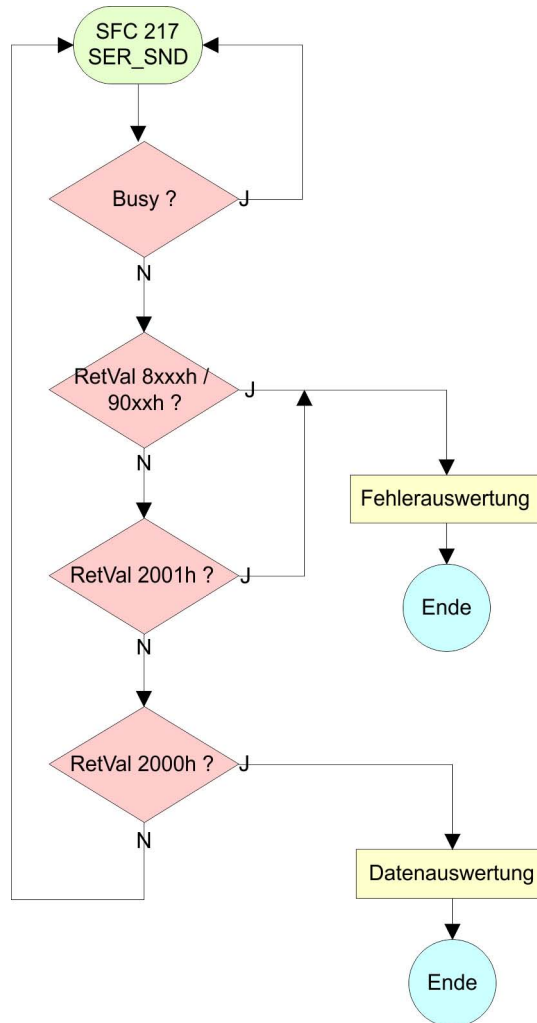 SFC 217
SER_SND
Busy ?
J
N
RetVal 8xxxh /
90xxh ?
J
N
Fehlerauswertung
RetVal 2001h ?
J
Ende
N
RetVal 2000h ?
J
N
Datenauswertung
Ende